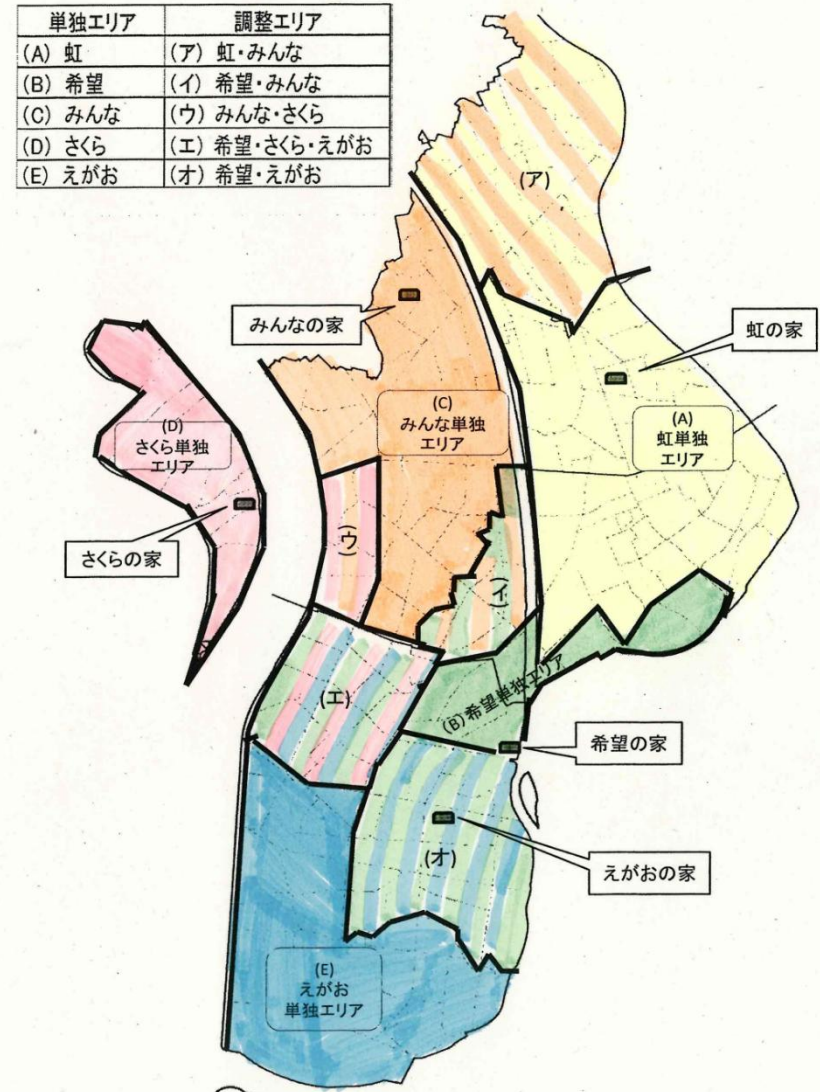 単独エリア 調整エリア
(A) 虹 (ア) 虹・みんな
(B) 希望 (イ) 希望・みんな
(C) みんな (ウ) みんな・さくら
(D) さくら (エ) 希望・さくら・えがお
(E) えがお (オ) 希望・えがお
(ア)
みんなの家
虹の家
(C)
みんな単独
エリア
(A)
虹単独
エリア
(D)
さくら単独
エリア
さくらの家
(ウ)
(イ)
(エ)
(B) 希望単独エリア
希望の家
(オ)
えがおの家
(E)
えがお
単独エリア